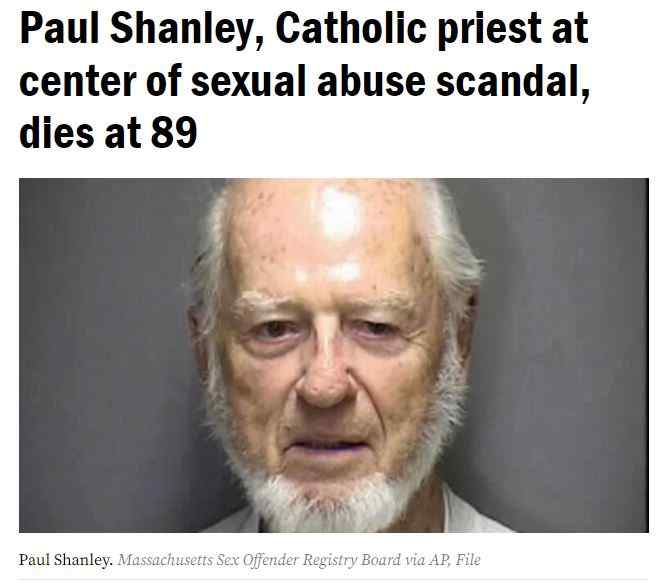 Paul Shanley, Catholic priest at
center of sexual abuse scandal,
dies at 89
Paul Shanley. Massachusetts Sex Offender Registry Board via AP, File